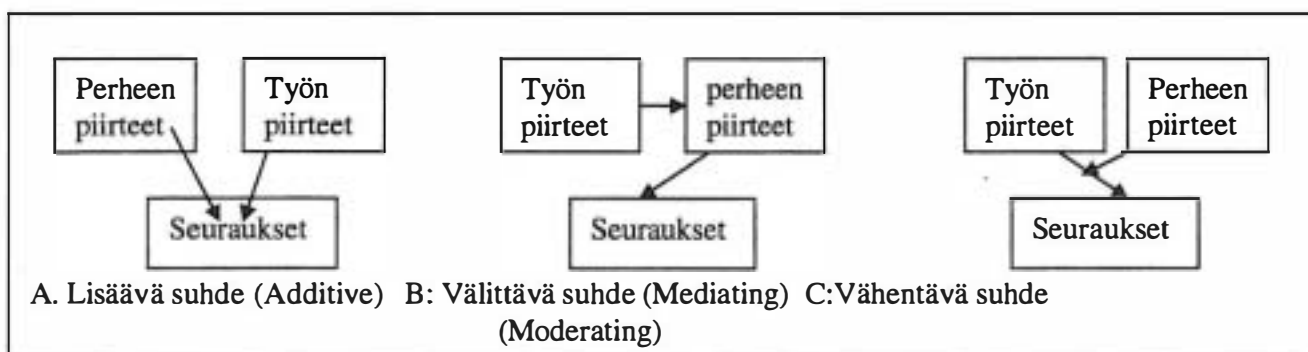 Perheen
piirteet
Työn
piirteet
Seuraukset
A. Lisäävä suhde (Additive)
Työn
piirteet
perheen
piirteet
Seuraukset
B: Välittävä suhde (Mediating)
Työn
piirteet
Perheen
piirteet
Seuraukset
C:Vähentävä suhde
(Moderating)